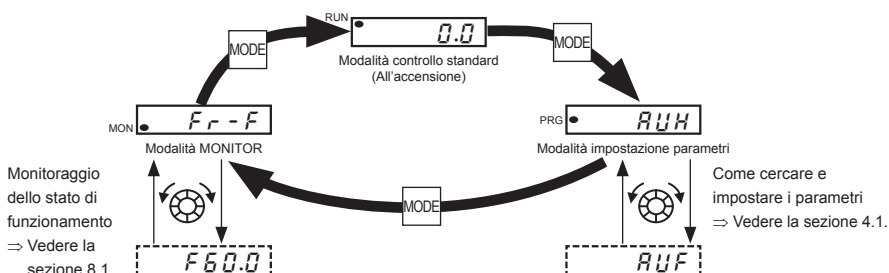 RUN
0.0
MODE
MODE
Modalità controllo standard
(All'accensione)
MON
Fr-F
PRG
AUH
Modalità MONITOR
Modalità impostazione parametri
Monitoraggio
dello stato di
funzionamento
⇒ Vedere la
sezione 8.1.
Come cercare e
impostare i parametri
⇒ Vedere la sezione 4.1.
MODE
F60.0
AUF